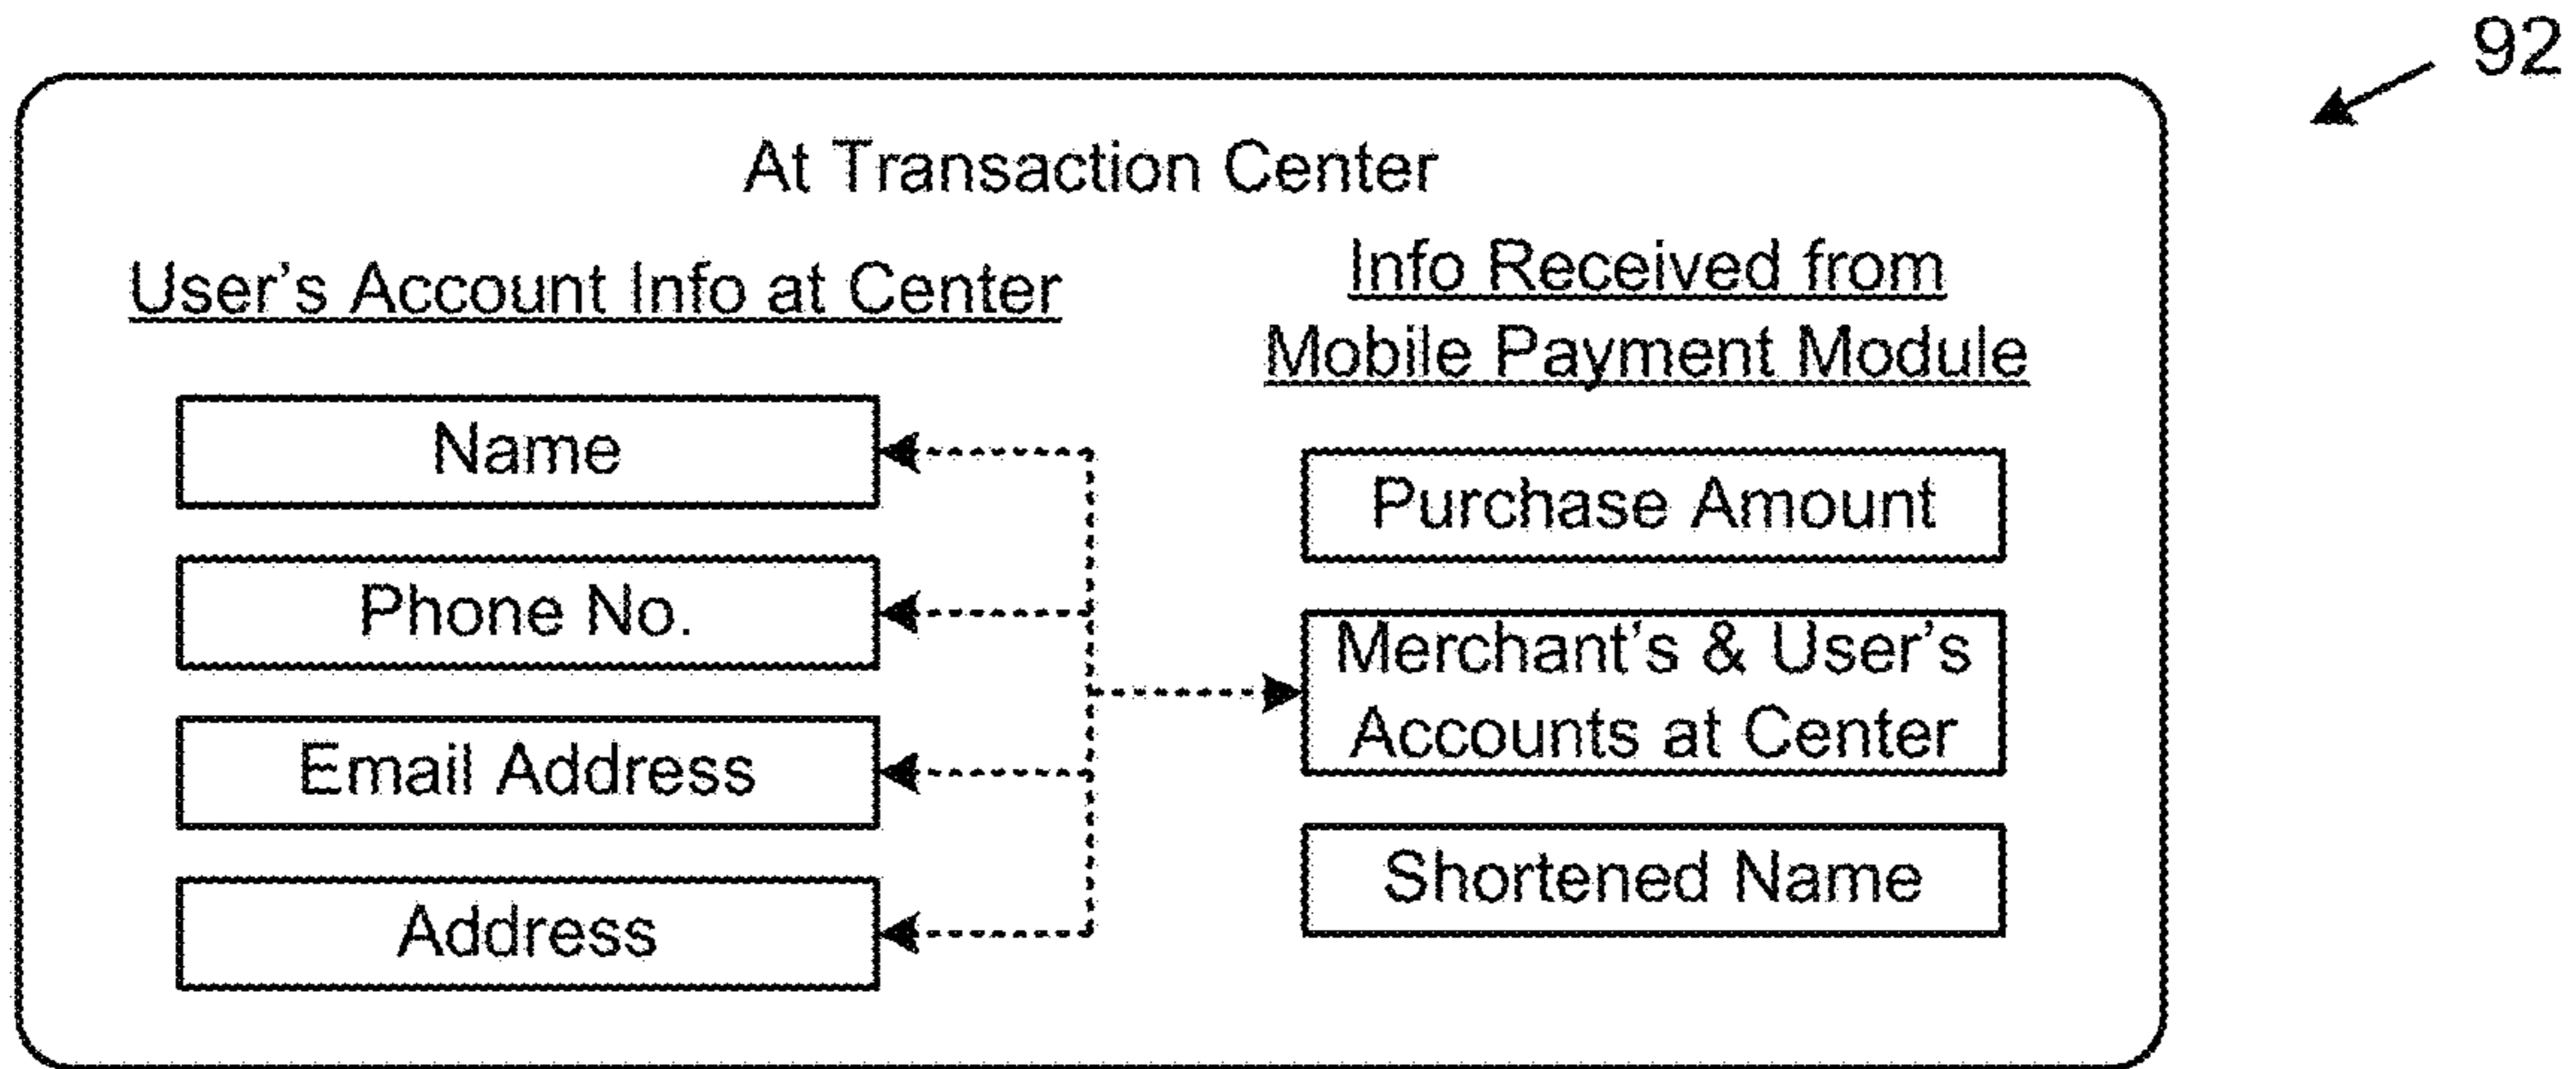 92
At Transaction Center
User's Account Info at Center
Name
Phone No.
Email Address
Address
Info Received from
Mobile Payment Module
Purchase Amount
Merchant's & User's
Accounts at Center
Shortened Name